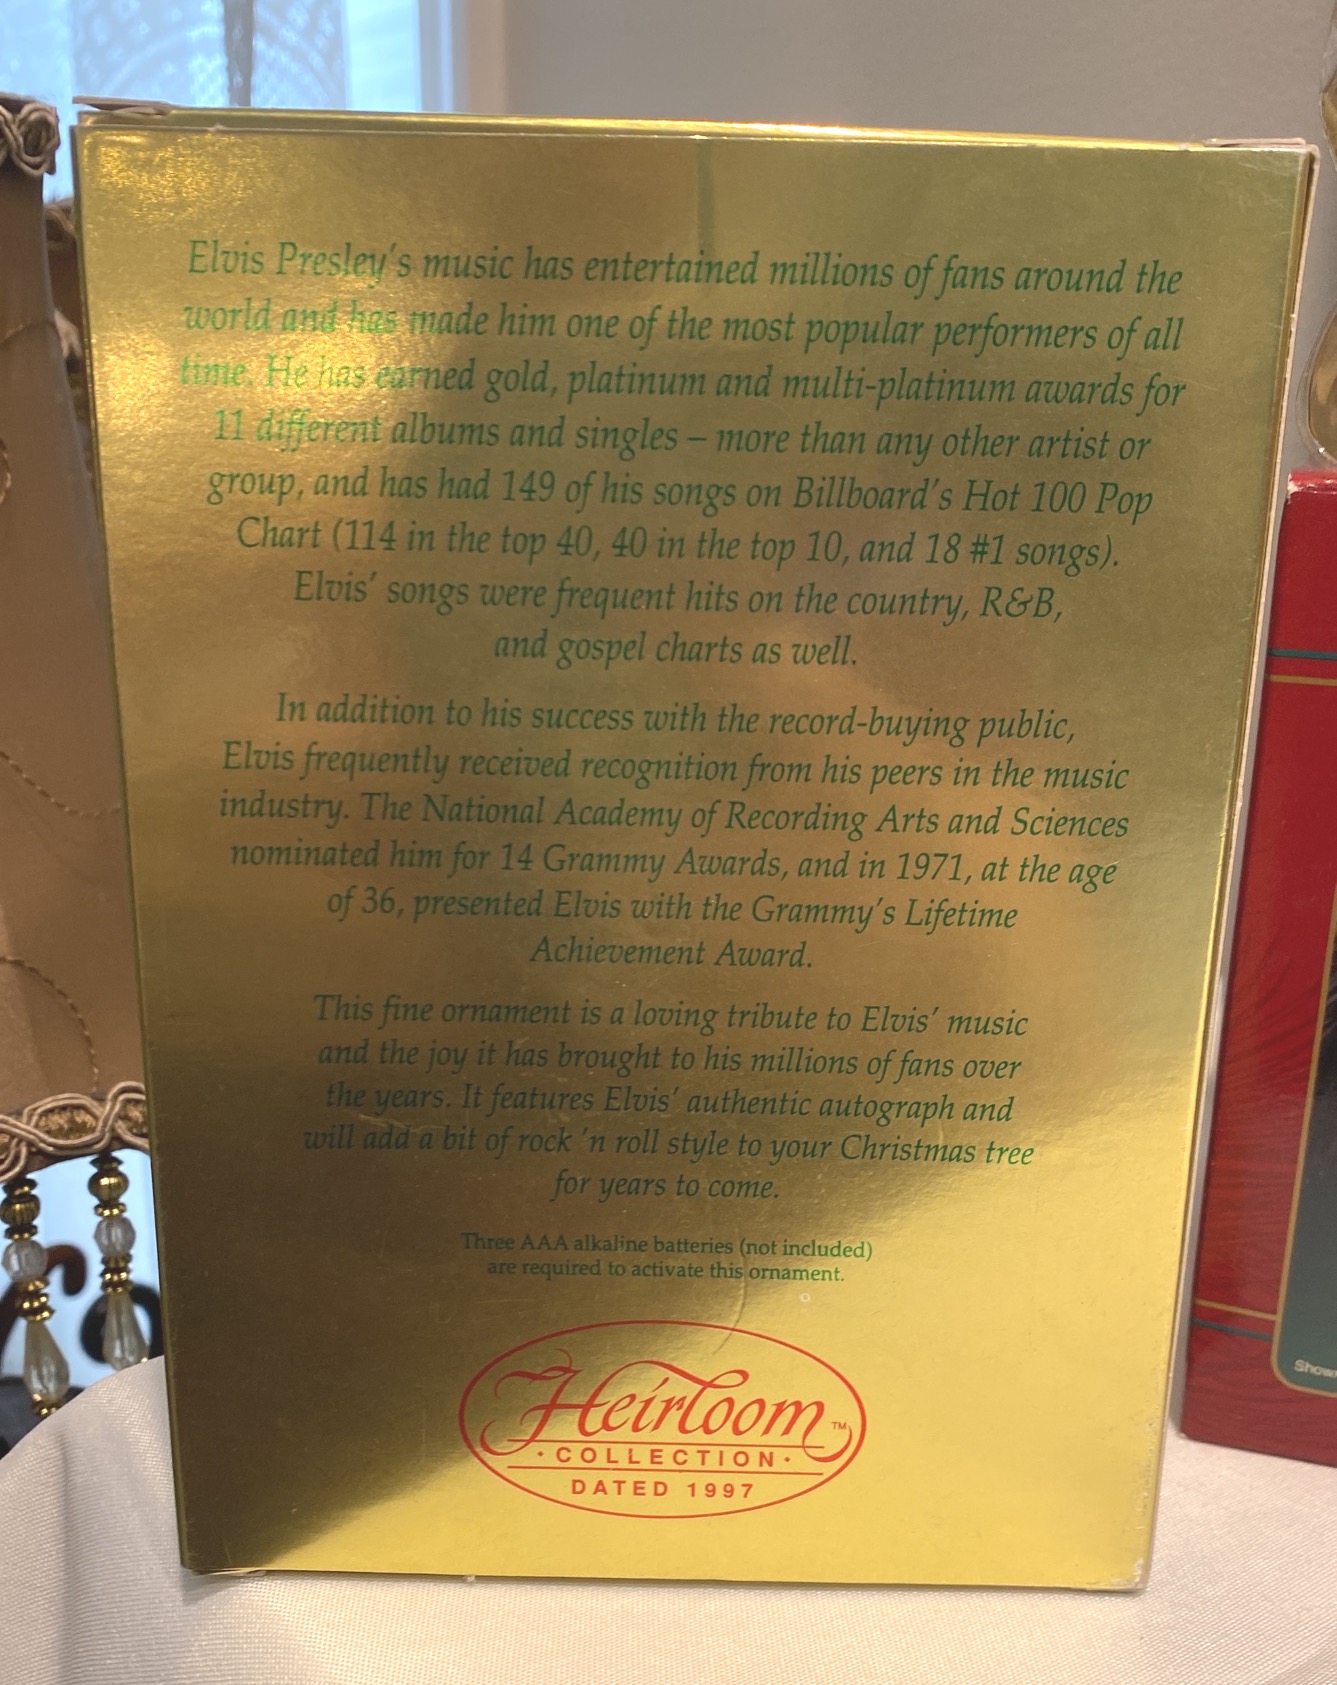 Elvis Presley's music has entertained millions of fans around the
world and has made him one of the most popular performers of all
time. He has earned gold, platinum and multi-platinum awards for
11 different albums and singles – more than any other artist or
group, and has had 149 of his songs on Billboard's Hot 100 Pop
Chart (114 in the top 40, 40 in the top 10, and 18 #1 songs).
Elvis' songs were frequent hits on the country, R&B,
and gospel charts as well.
In addition to his success with the record-buying public,
Elvis frequently received recognition from his peers in the music
industry. The National Academy of Recording Arts and Sciences
nominated him for 14 Grammy Awards, and in 1971, at the age
of 36, presented Elvis with the Grammy's Lifetime
Achievement Award.
This fine ornament is a loving tribute to Elvis' music
and the joy it has brought to his millions of fans over
the years. It features Elvis' authentic autograph and
will add a bit of rock 'n roll style to your Christmas tree
for years to come.
Three AAA alkaline batteries (not included)
are required to activate this ornament.
Heirloom™
·COLLECTION·
DATED 1997